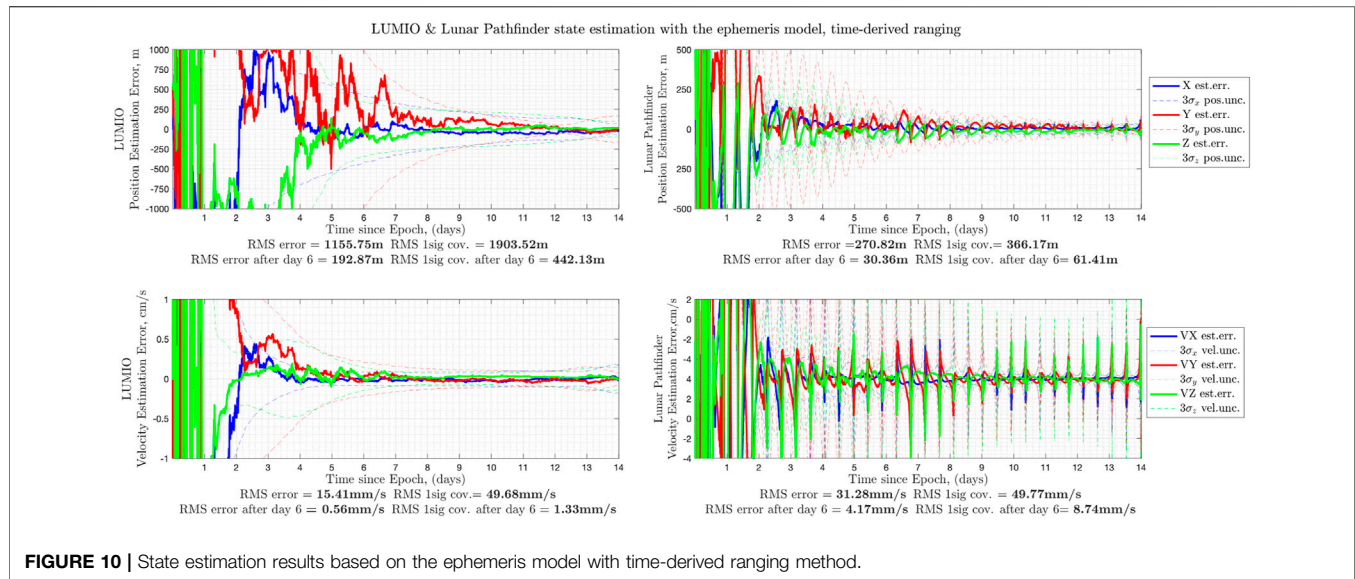 LUMIO & Lunar Pathfinder state estimation with the ephemeris model, time-derived ranging
LUMIO
Position Estimation Error, m
1000
750
500
250
0
-250
-500
-750
-1000
1 2 3 4 5 6 7 8 9 10 11 12 13 14
Time since Epoch, (days)
RMS error = 1155.75m RMS 1sig cov. = 1903.52m
RMS error after day 6 = 192.87m RMS 1sig cov. after day 6 = 442.13m
Lunar Pathfinder
Position Estimation Error, m
500
250
0
250
-500
1 2 3 4 5 6 7 8 9 10 11 12 13 14
Time since Epoch, (days)
RMS error =270.82m RMS 1sig cov.= 366.17m
RMS error after day 6 = 30.36m RMS 1sig cov. after day 6= 61.41m
X est.err.
3σx pos.unc.
Y est.err.
3σy pos.unc.
Z est.err.
3σz pos.unc.
LUMIO
Velocity Estimation Error, cm/s
1
0.5
0
-0.5
-1
1 2 3 4 5 6 7 8 9 10 11 12 13 14
Time since Epoch, (days)
RMS error = 15.41mm/s RMS 1sig cov.= 49.68mm/s
RMS error after day 6 = 0.56mm/s RMS 1sig cov. after day 6 = 1.33mm/s
Lunar Pathfinder
Velocity Estimation Error,cm/s
2
0
-2
-2
4
-2
-2
-4
1 2 3 4 5 6 7 8 9 10 11 12 13 14
Time since Epoch, (days)
RMS error = 31.28mm/s RMS 1sig cov. = 49.77mm/s
RMS error after day 6 = 4.17mm/s RMS 1sig cov. after day 6= 8.74mm/s
VX est.err.
3σx vel.unc.
VY est.err.
3σy vel.unc.
VZ est.err.
3σz vel.unc.
FIGURE 10 | State estimation results based on the ephemeris model with time-derived ranging method.